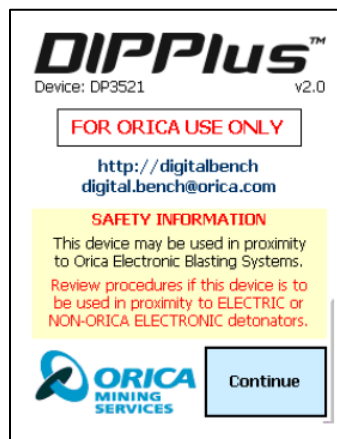 DIPPlus™
Device: DP3521 v2.0
FOR ORICA USE ONLY
http://digitalbench
digital.bench@orica.com
SAFETY INFORMATION
This device may be used in proximity
to Orica Electronic Blasting Systems.
Review procedures if this device is to
be used in proximity to ELECTRIC or
NON-ORICA ELECTRONIC detonators.
ORICA
MINING
SERVICES
Continue